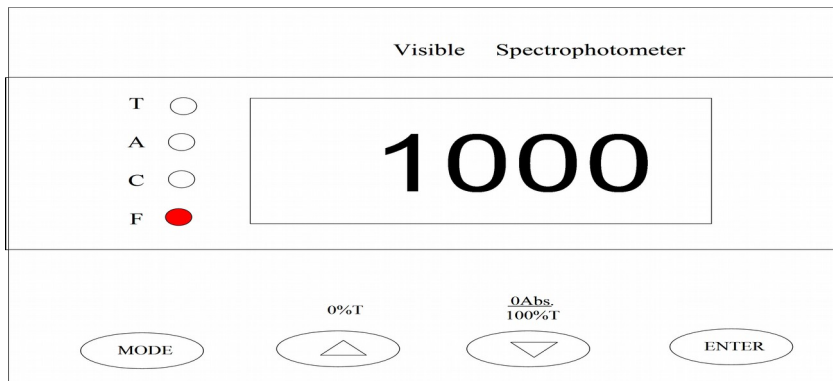 Visible Spectrophotometer
T
A
C
F
1000
0%T
0Abs.
100%T
MODE
ENTER